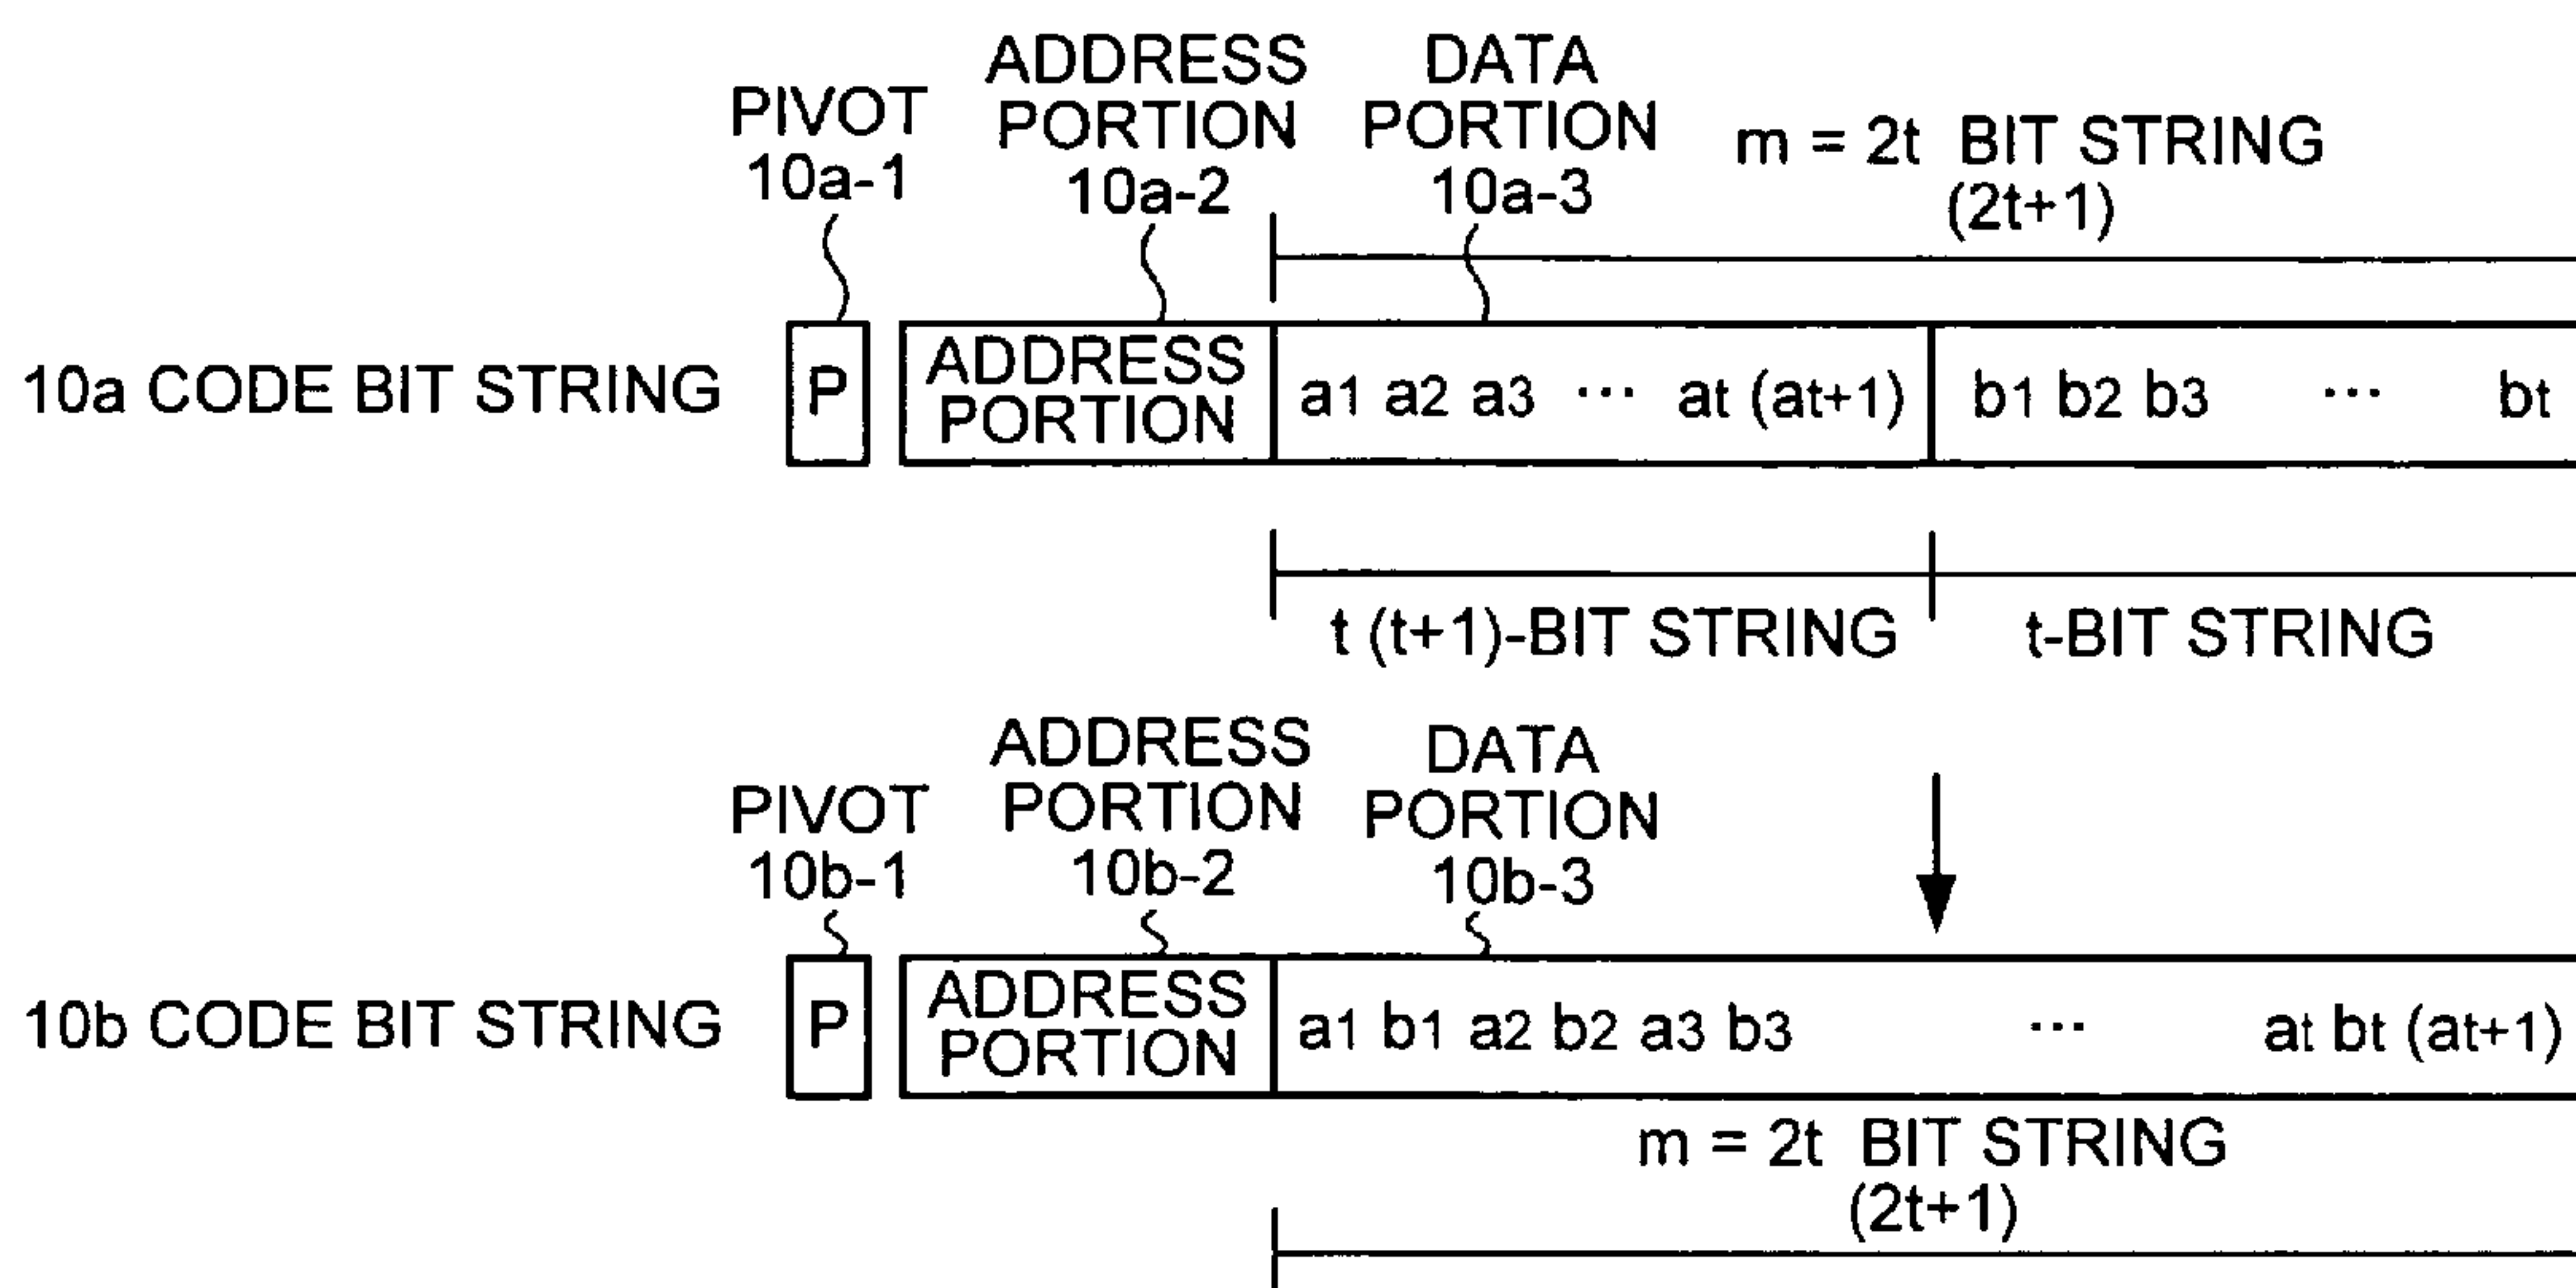 PIVOT
10a-1
ADDRESS
PORTION
10a-2
DATA
PORTION
10a-3
m = 2t BIT STRING
(2t+1)
10a CODE BIT STRING
P
ADDRESS
PORTION
a1 a2 a3 ··· at (at+1)
b1 b2 b3 ··· bt
t (t+1)-BIT STRING
t-BIT STRING
PIVOT
10b-1
ADDRESS
PORTION
10b-2
DATA
PORTION
10b-3
10b CODE BIT STRING
P
ADDRESS
PORTION
a1 b1 a2 b2 a3 b3 ··· at bt (at+1)
m = 2t BIT STRING
(2t+1)